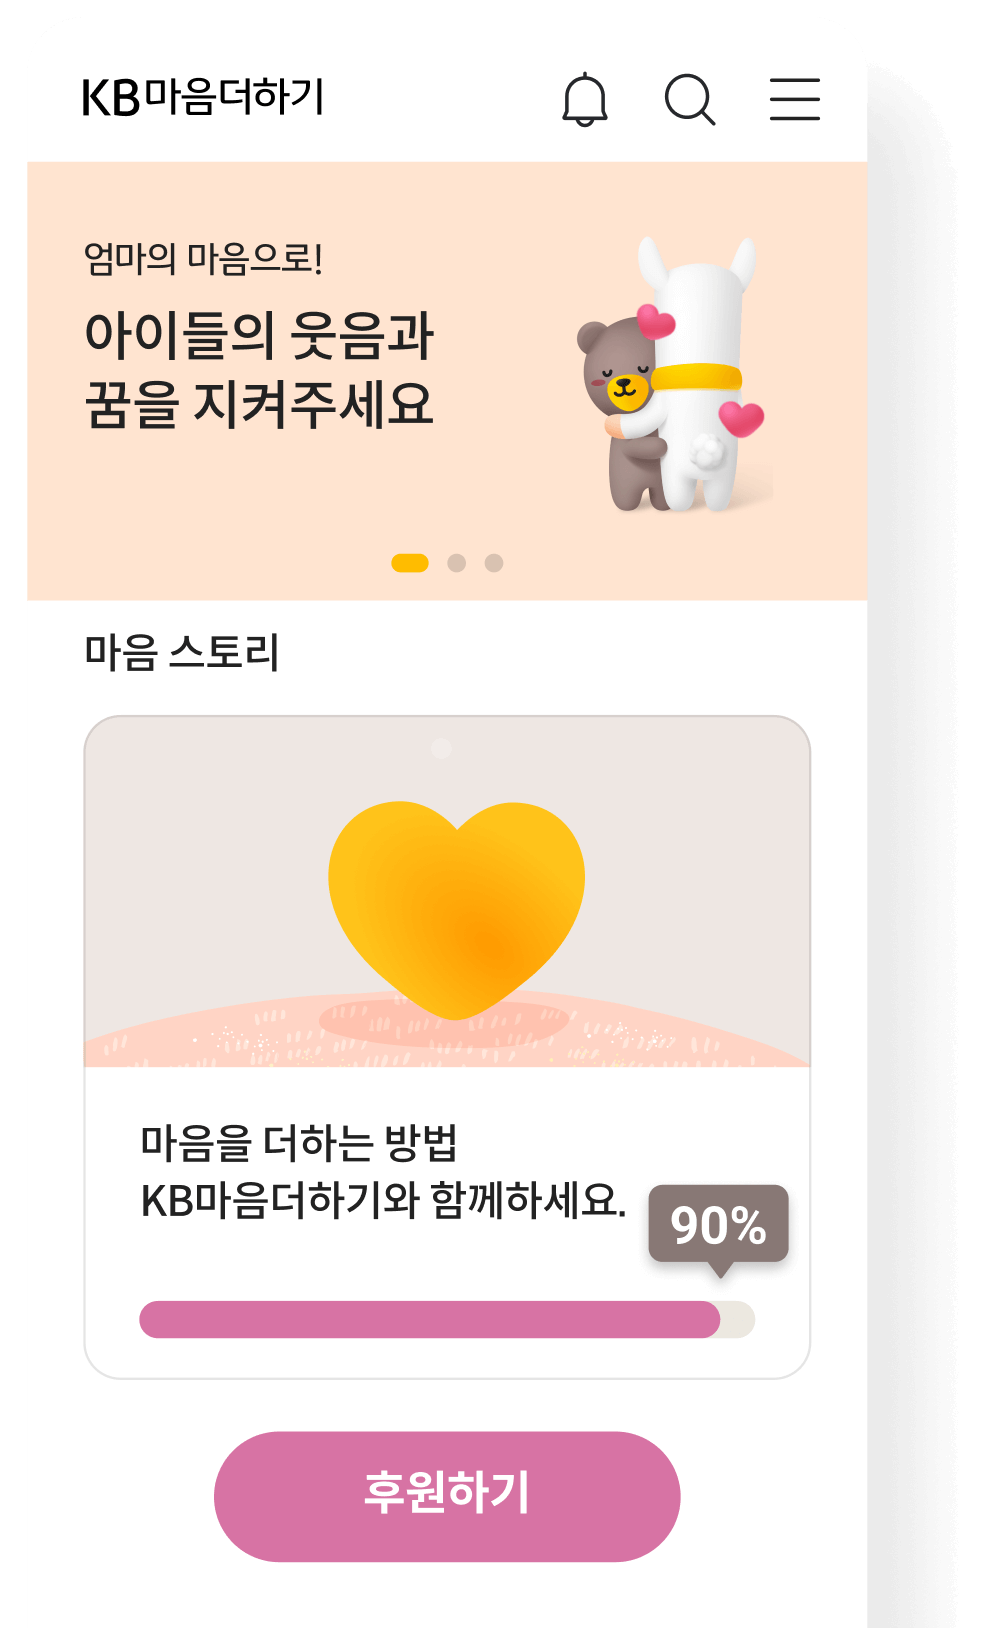 KB마음더하기
엄마의 마음으로!
아이들의 웃음과
꿈을 지켜주세요
마음 스토리
마음을 더하는 방법
KB마음더하기와 함께하세요.
90%
후원하기